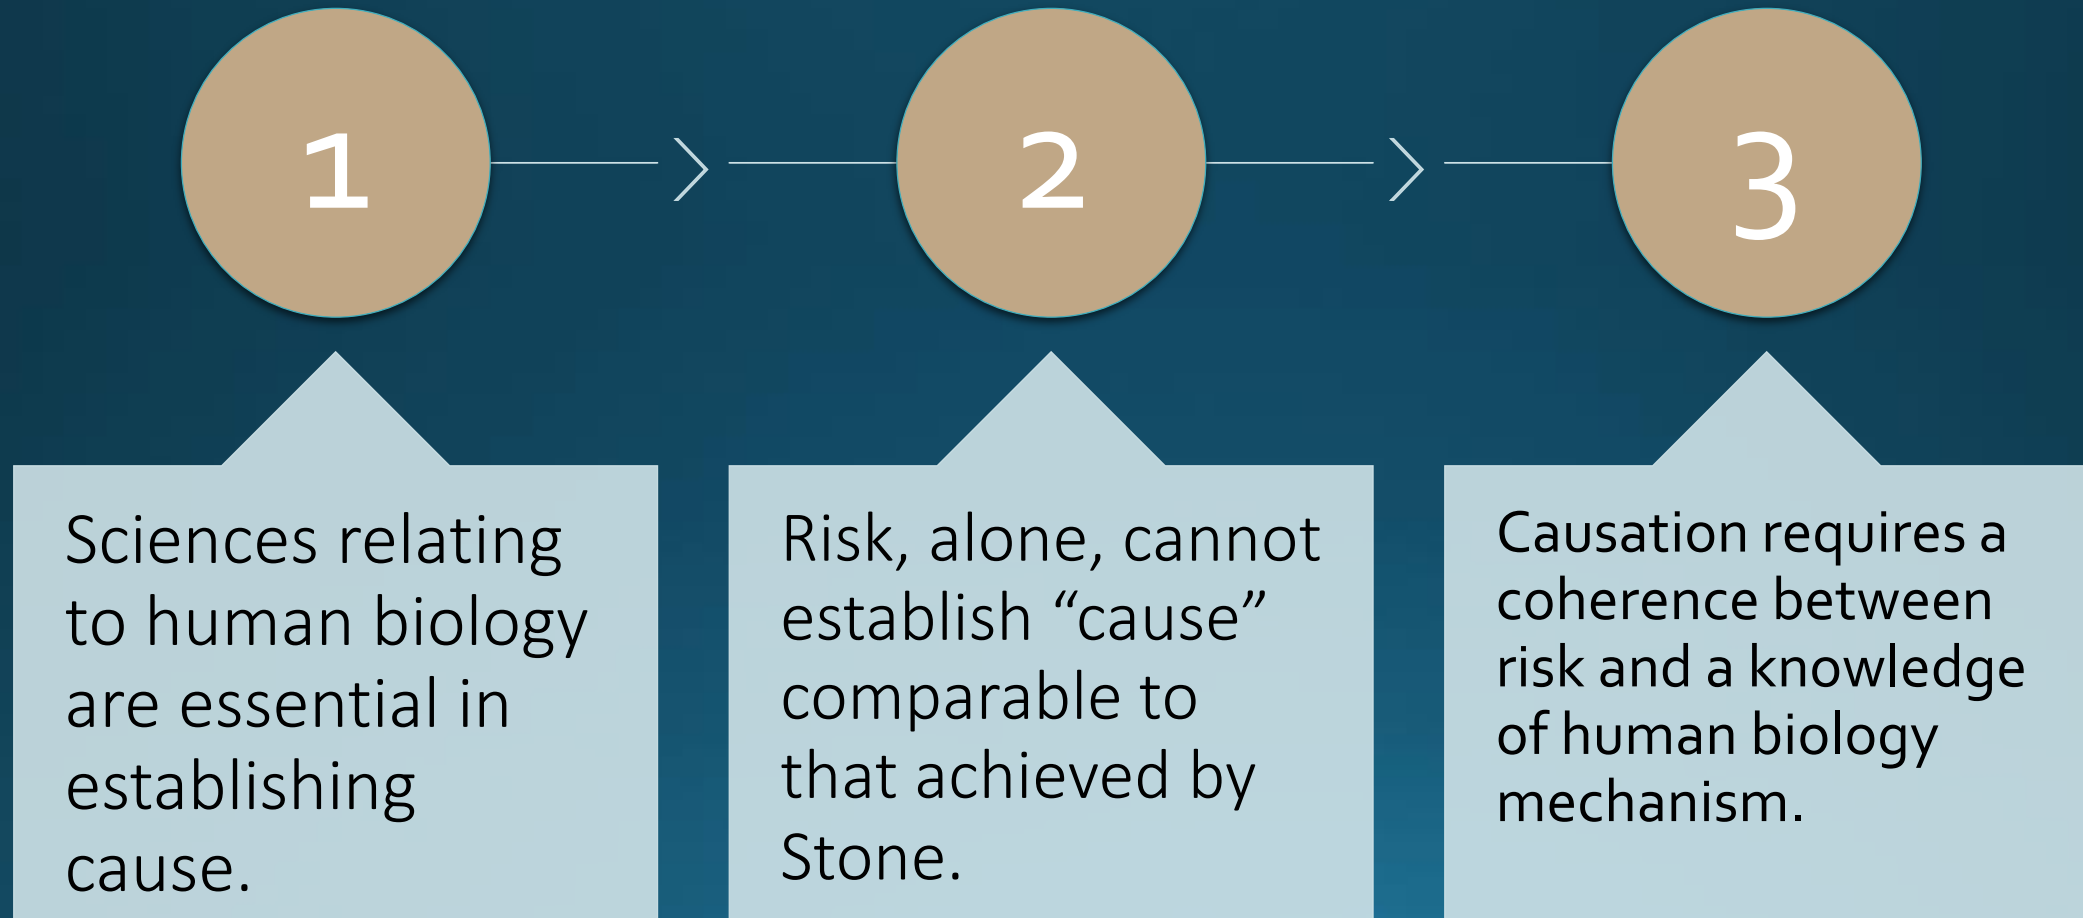 1
2
3
Sciences relating
to human biology
are essential in
establishing
cause.
Risk, alone, cannot
establish “cause”
comparable to
that achieved by
Stone.
Causation requires a
coherence between
risk and a knowledge
of human biology
mechanism.